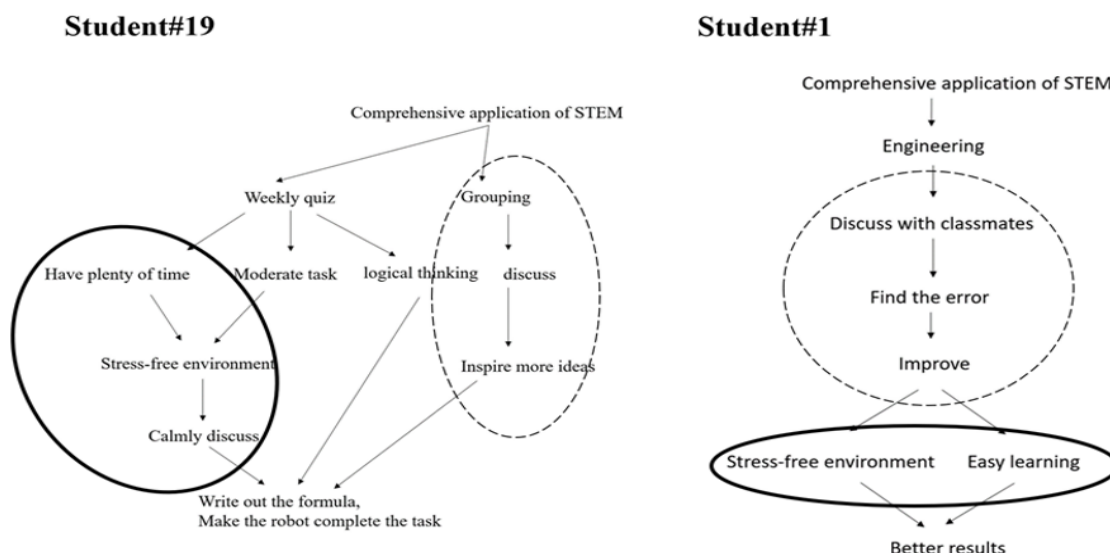 Student#19
Comprehensive application of STEM
Weekly quiz
Grouping
Have plenty of time
Moderate task
logical thinking
discuss
Stress-free environment
Inspire more ideas
Calmly discuss
Write out the formula,
Make the robot complete the task
Student#1
Comprehensive application of STEM
Engineering
Discuss with classmates
Find the error
Improve
Stress-free environment
Easy learning
Better results